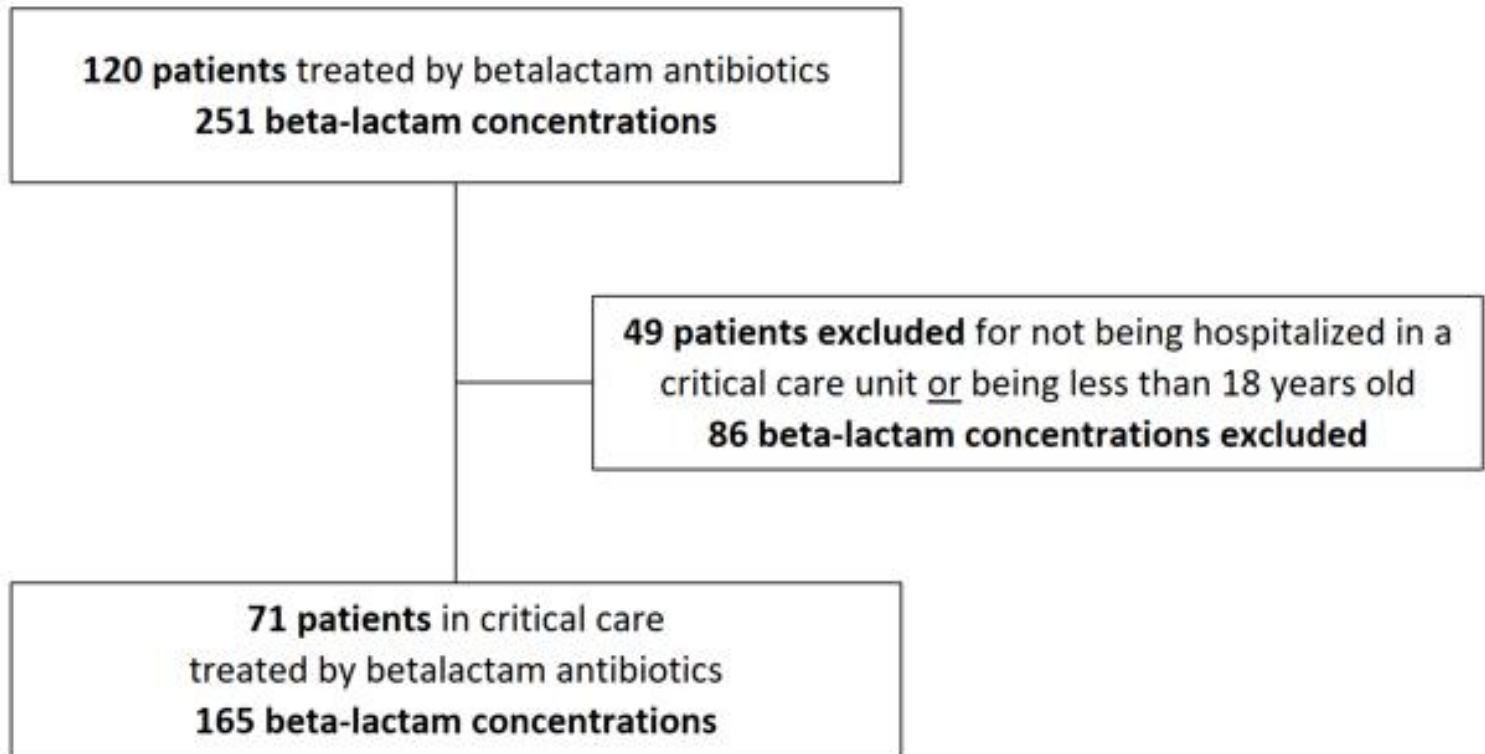 120 patients treated by betalactam antibiotics
251 beta-lactam concentrations
49 patients excluded for not being hospitalized in a
critical care unit or being less than 18 years old
86 beta-lactam concentrations excluded
71 patients in critical care
treated by betalactam antibiotics
165 beta-lactam concentrations